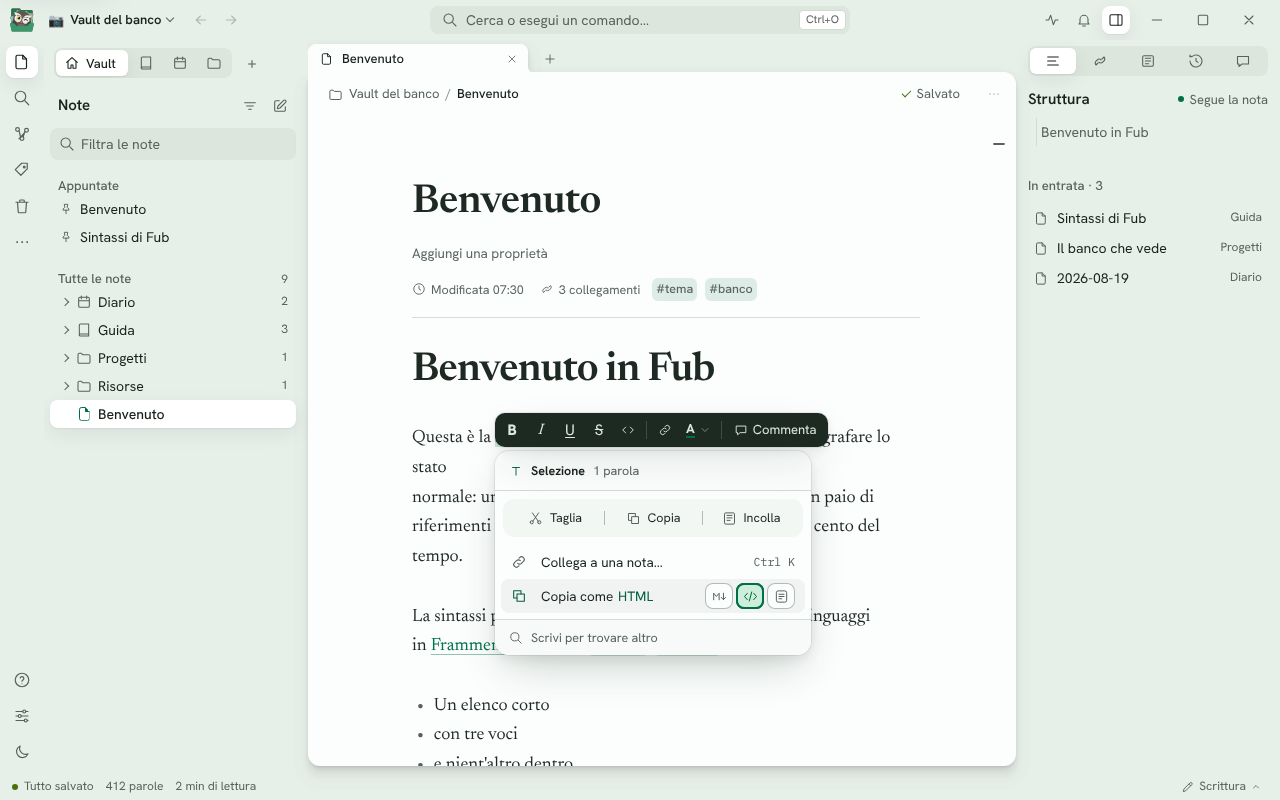 Vault del banco
Cerca o esegui un comando...
Ctrl+O
Vault
Note
Filtra le note
Appuntate
Benvenuto
Sintassi di Fub
Tutte le note 9
Diario 2
Guida 3
Progetti 1
Risorse 1
Benvenuto
Benvenuto
Vault del banco / Benvenuto
Salvato
Benvenuto
Aggiungi una proprietà
Modificata 07:30 3 collegamenti #tema #banco
Benvenuto in Fub
B I U S A Commenta
Questa è la
grafare lo
stato
normale:
n paio di
riferimenti
cento del
tempo.
Selezione 1 parola
Taglia Copia Incolla
Collega a una nota... Ctrl K
Copia come HTML M↓ </>
Scrivi per trovare altro
La sintassi
inguaggi
in
Un elenco corto
con tre voci
e nient'altro dentro
Struttura
Segue la nota
Benvenuto in Fub
In entrata · 3
Sintassi di Fub Guida
Il banco che vede Progetti
2026-08-19 Diario
Tutto salvato 412 parole 2 min di lettura
Scrittura